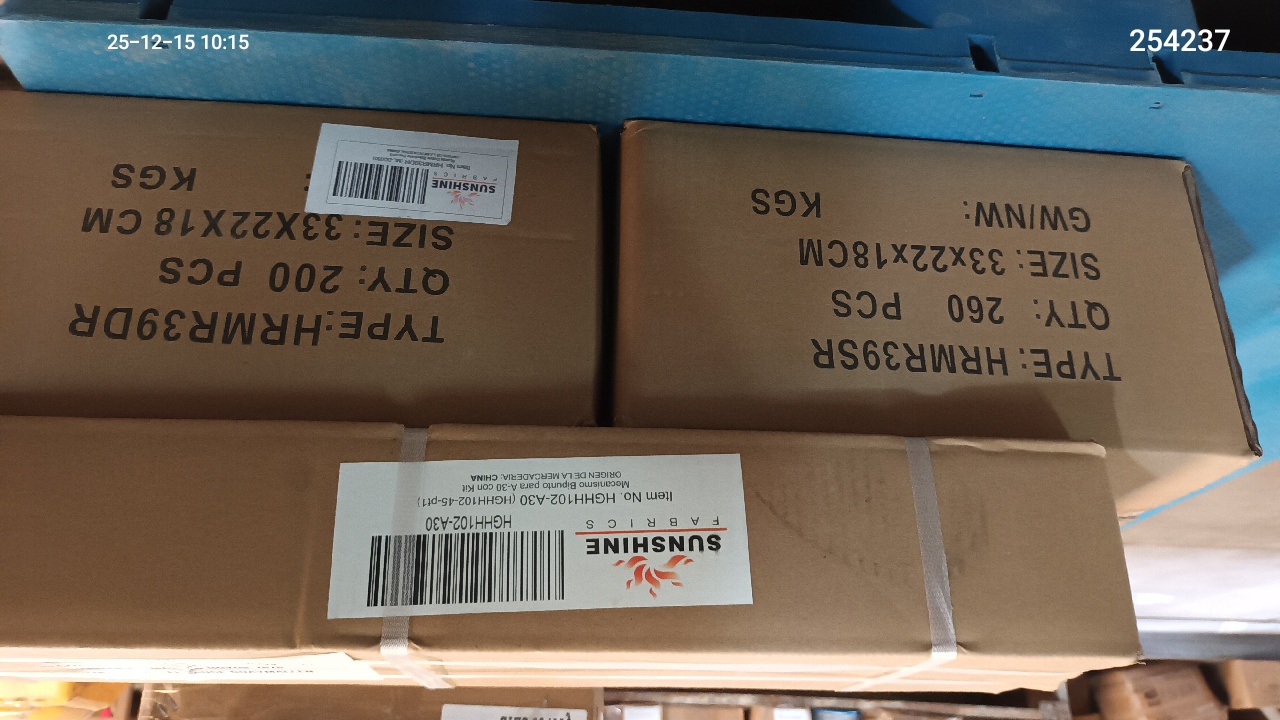 25-12-15 10:15
254237
TYPE:HRMR39DR
QTY: 200 PCS
SIZE: 33X22X18 CM
KGS
SUNSHINE
FABRICS
TYPE: HRMR39SR
QTY: 260 PCS
SIZE: 33x22x18CM
GW/NW: KGS
SUNSHINE
FABRICS
HGHH102-A30
Item No. HGHH102-A30 (HGHH102-45-pt1)
Mecanismo Bipunto para A-30 con Kit
ORIGEN DE LA MERCADERIA: CHINA